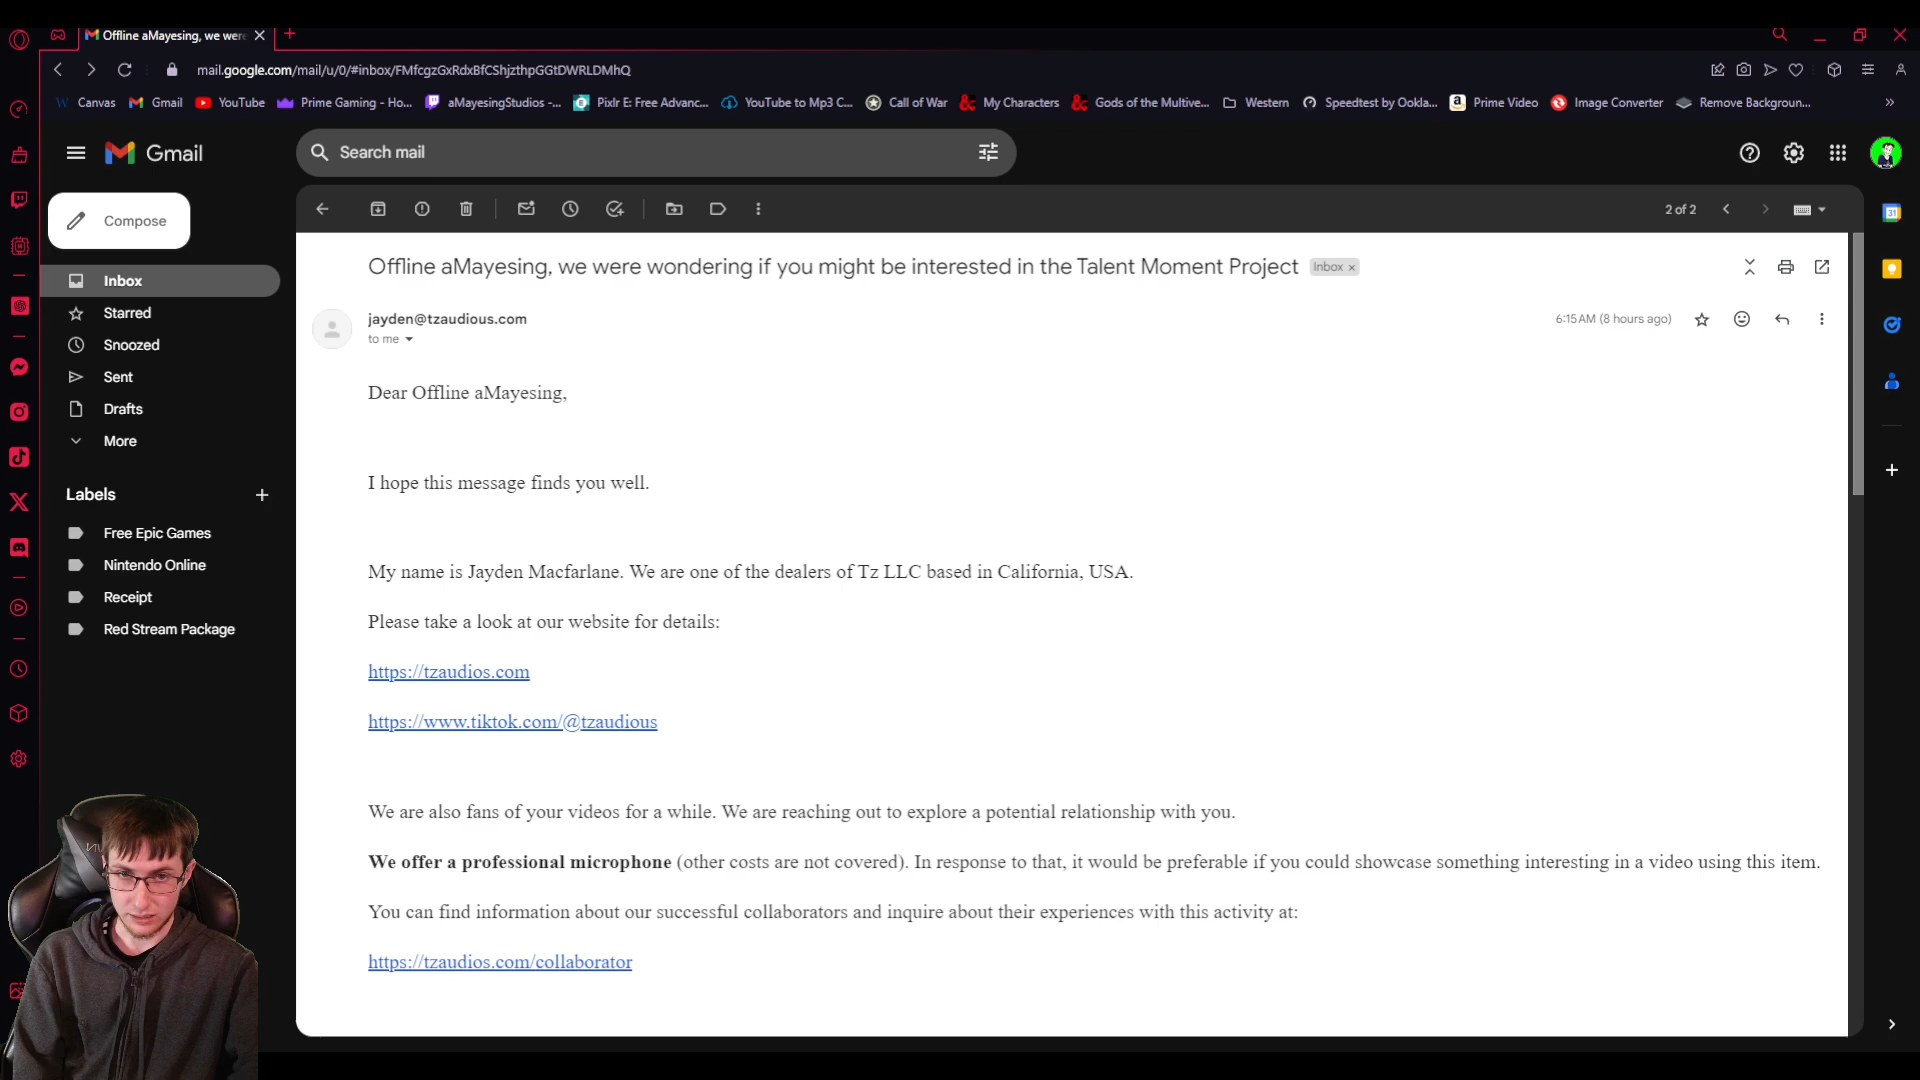 Offline aMayesing, we were
mail.google.com/mail/u/0/#inbox/FMfcgzGxRdxBfCShjzthpGGtDWRLDMhQ
Canvas
Gmail
YouTube
Prime Gaming - Ho...
aMayesingStudios -...
Pixlr E: Free Advanc...
YouTube to Mp3 C...
Call of War
My Characters
Gods of the Multive...
Western
Speedtest by Ookla...
Prime Video
Image Converter
Remove Backgroun...
Gmail
Search mail
Compose
2 of 2
Inbox
Starred
Snoozed
Sent
Drafts
More
Labels
Free Epic Games
Nintendo Online
Receipt
Red Stream Package
Offline aMayesing, we were wondering if you might be interested in the Talent Moment Project
Inbox ×
jayden@tzaudious.com
6:15 AM (8 hours ago)
to me
Dear Offline aMayesing,
I hope this message finds you well.
My name is Jayden Macfarlane. We are one of the dealers of Tz LLC based in California, USA.
Please take a look at our website for details:
https://tzaudios.com
https://www.tiktok.com/@tzaudious
We are also fans of your videos for a while. We are reaching out to explore a potential relationship with you.
We offer a professional microphone (other costs are not covered). In response to that, it would be preferable if you could showcase something interesting in a video using this item.
You can find information about our successful collaborators and inquire about their experiences with this activity at:
https://tzaudios.com/collaborator